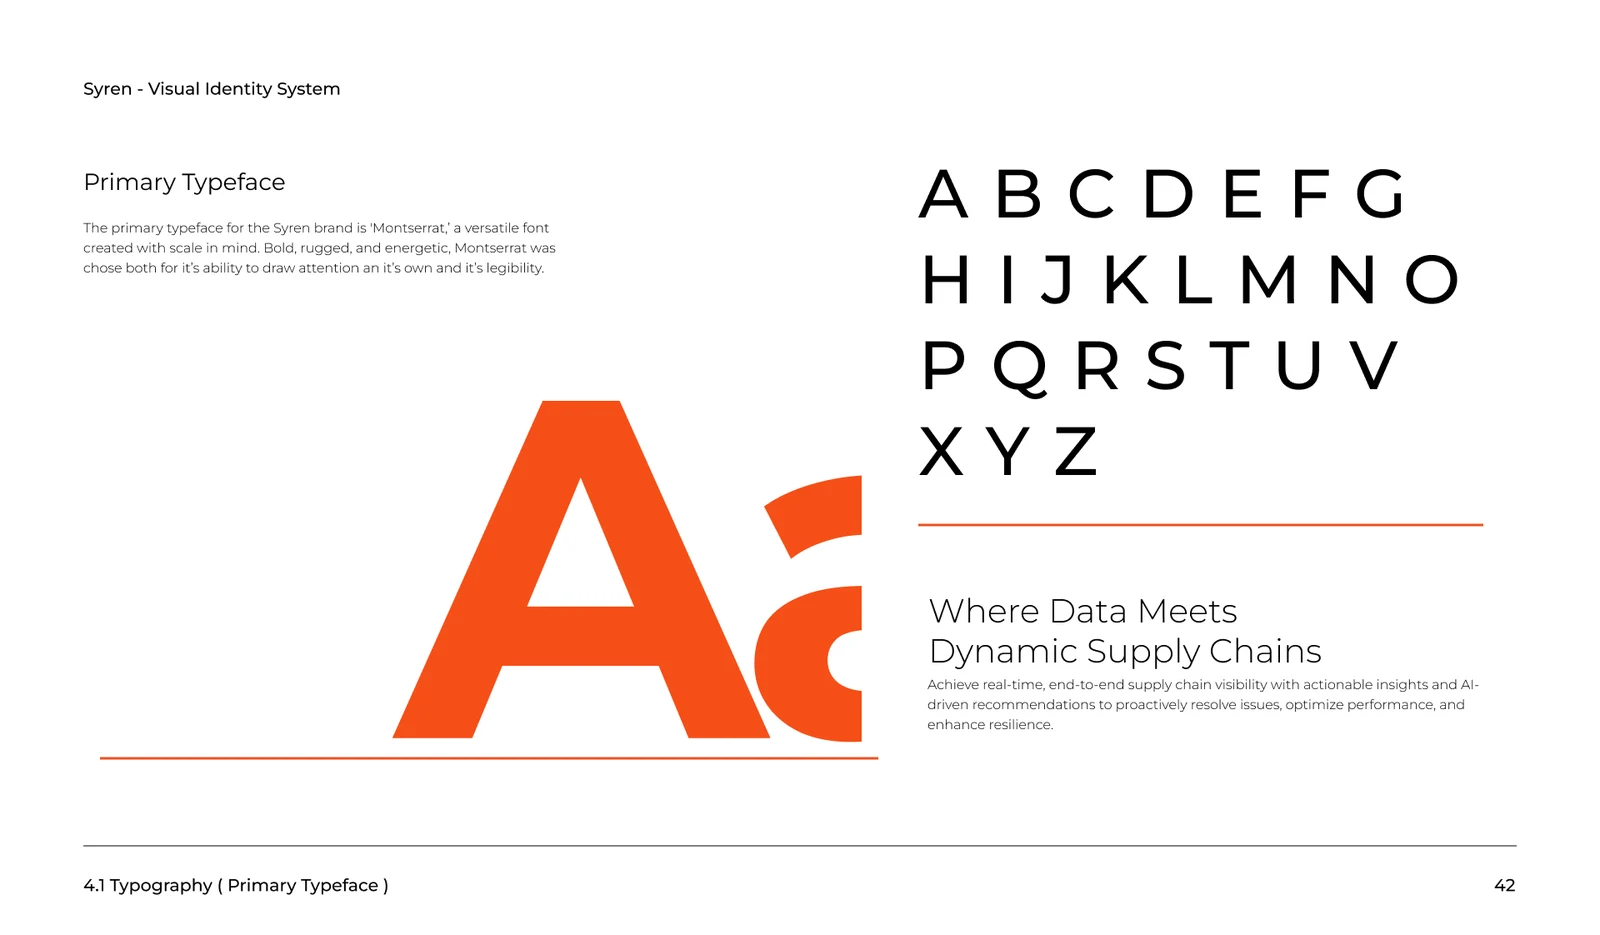 Syren - Visual Identity System
Primary Typeface
The primary typeface for the Syren brand is 'Montserrat,’ a versatile font
created with scale in mind. Bold, rugged, and energetic, Montserrat was
chose both for it’s ability to draw attention an it’s own and it’s legibility.
Aa
A B C D E F G
H I J K L M N O
P Q R S T U V
X Y Z
Where Data Meets
Dynamic Supply Chains
Achieve real-time, end-to-end supply chain visibility with actionable insights and AI-
driven recommendations to proactively resolve issues, optimize performance, and
enhance resilience.
4.1 Typography ( Primary Typeface )
42